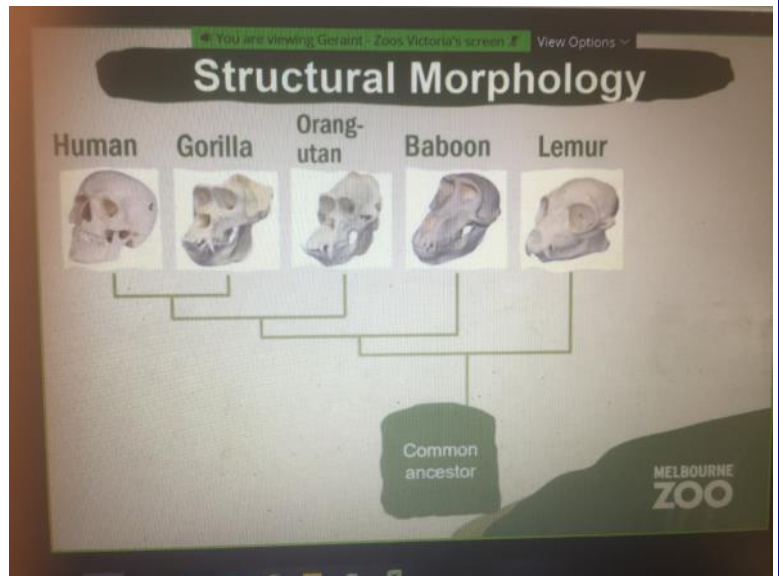 You are viewing Geraint - Zoos Victoria's screen
View Options
Structural Morphology
Human
Gorilla
Orang-
utan
Baboon
Lemur
Common
ancestor
MELBOURNE
ZOO